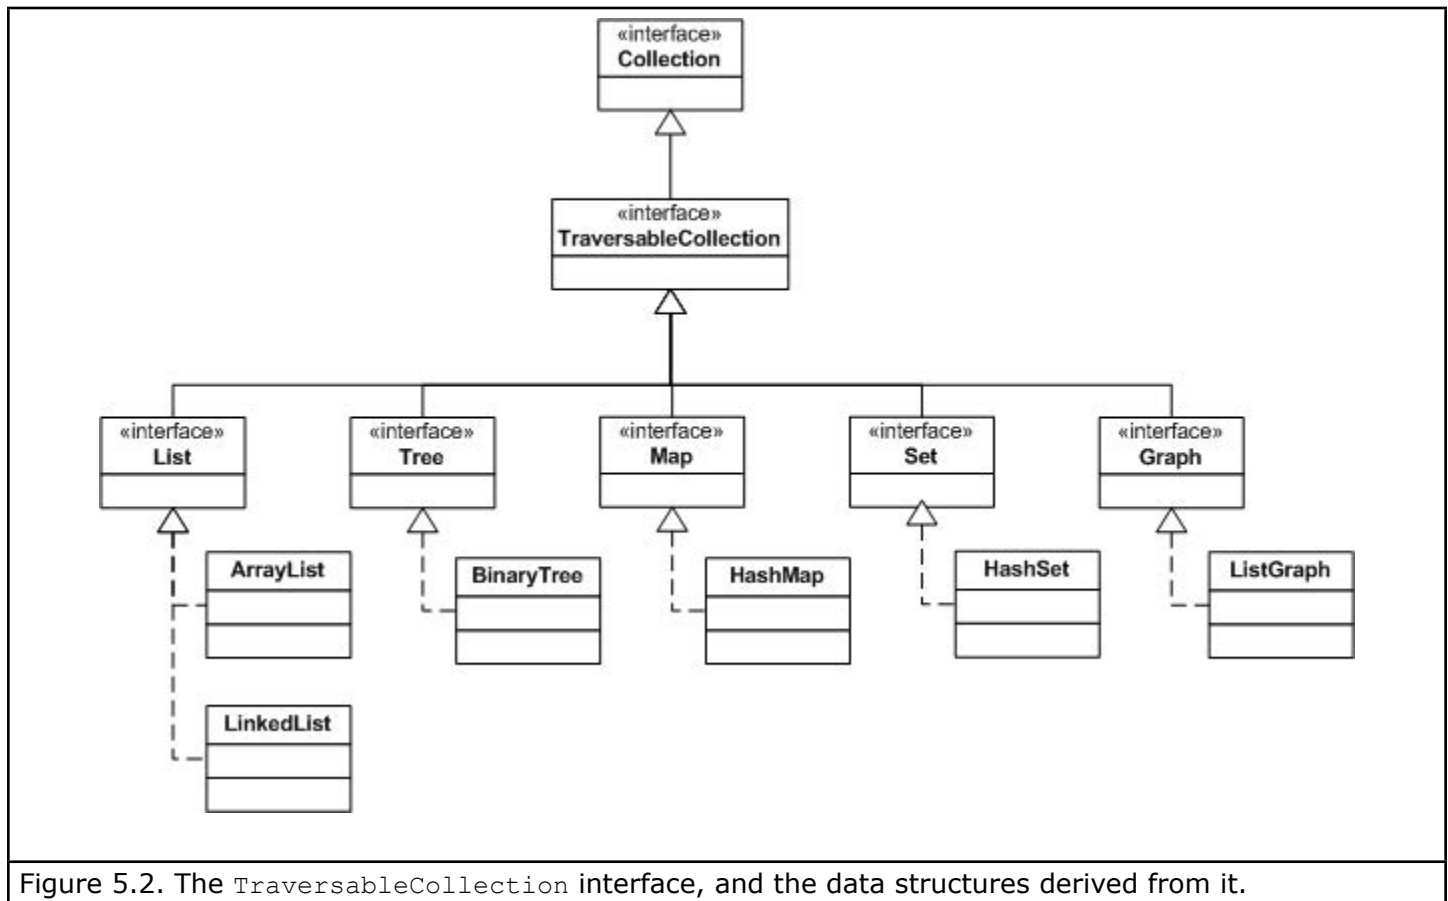 «interface»
Collection
«interface»
TraversableCollection
«interface»
List
«interface»
Tree
«interface»
Map
«interface»
Set
«interface»
Graph
ArrayList
BinaryTree
HashMap
HashSet
ListGraph
LinkedList
Figure 5.2. The TraversableCollection interface, and the data structures derived from it.